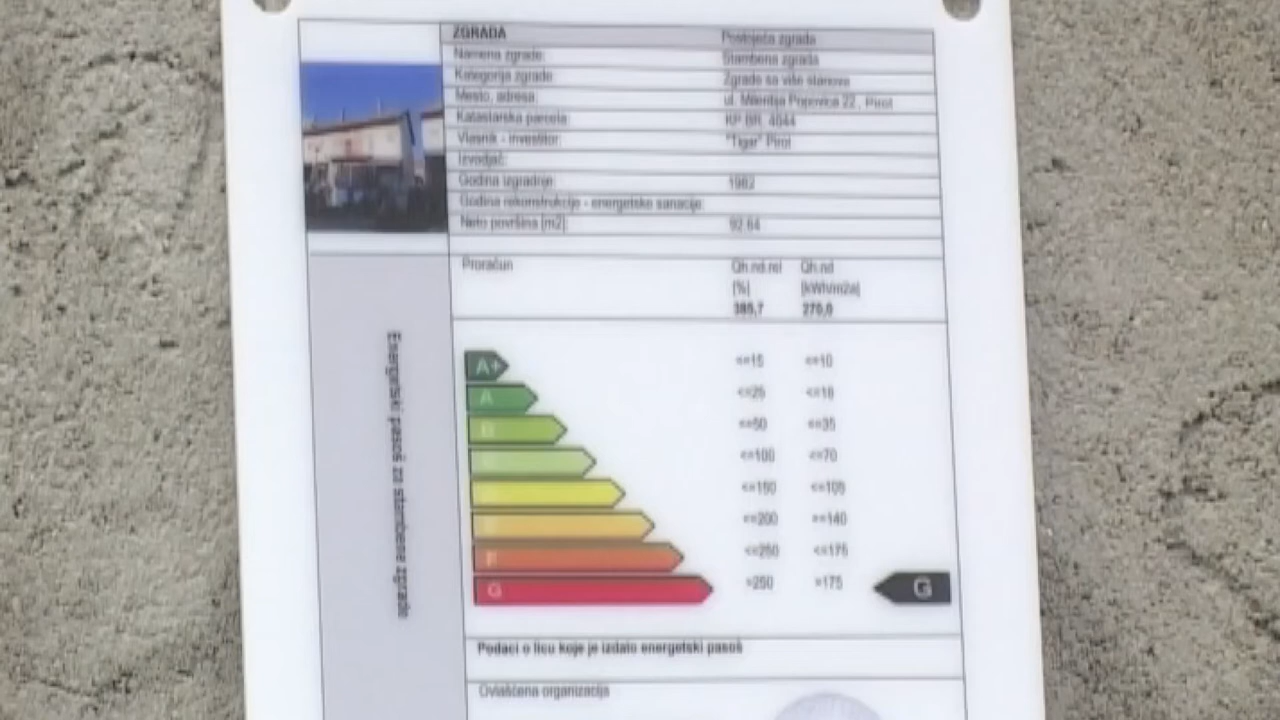 ZGRADA Postojeća zgrada
Namena zgrade: Stambena zgrada
Kategorija zgrade: Zgrade sa više stanova
Mesto, adresa: ul. Milentija Popovića 22 , Pirot
Katastarska parcela: KP BR. 4044
Vlasnik - investitor: "Tigar" Pirot
Izvodjač:
Godina izgradnje: 1982
Godina rekonstrukcije - energetske sanacije:
Neto površina [m2]: 92.64
Proračun Qh.nd.rel Qh.nd
[%] [kWh/m2a]
385,7 270,0
A+ <=15 <=10
A <=25 <=18
B <=50 <=35
<=100 <=70
<=150 <=105
<=200 <=140
F <=250 <=175
G >250 >175 G
Energetski pasoš za stambene zgrade
Podaci o licu koje je izdalo energetski pasoš
Ovlašćena organizacija